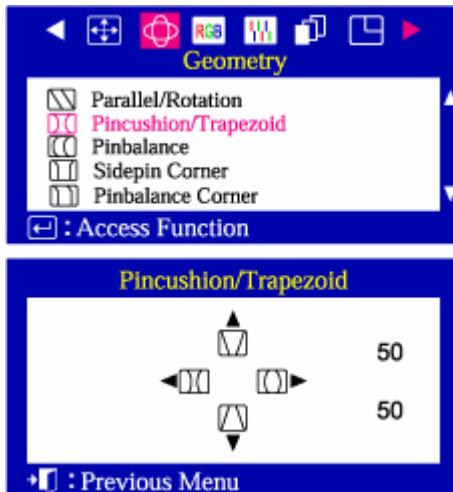 RGB
Geometry
Parallel/Rotation
Pincushion/Trapezoid
Pinbalance
Sidepin Corner
Pinbalance Corner
: Access Function
Pincushion/Trapezoid
50
50
: Previous Menu